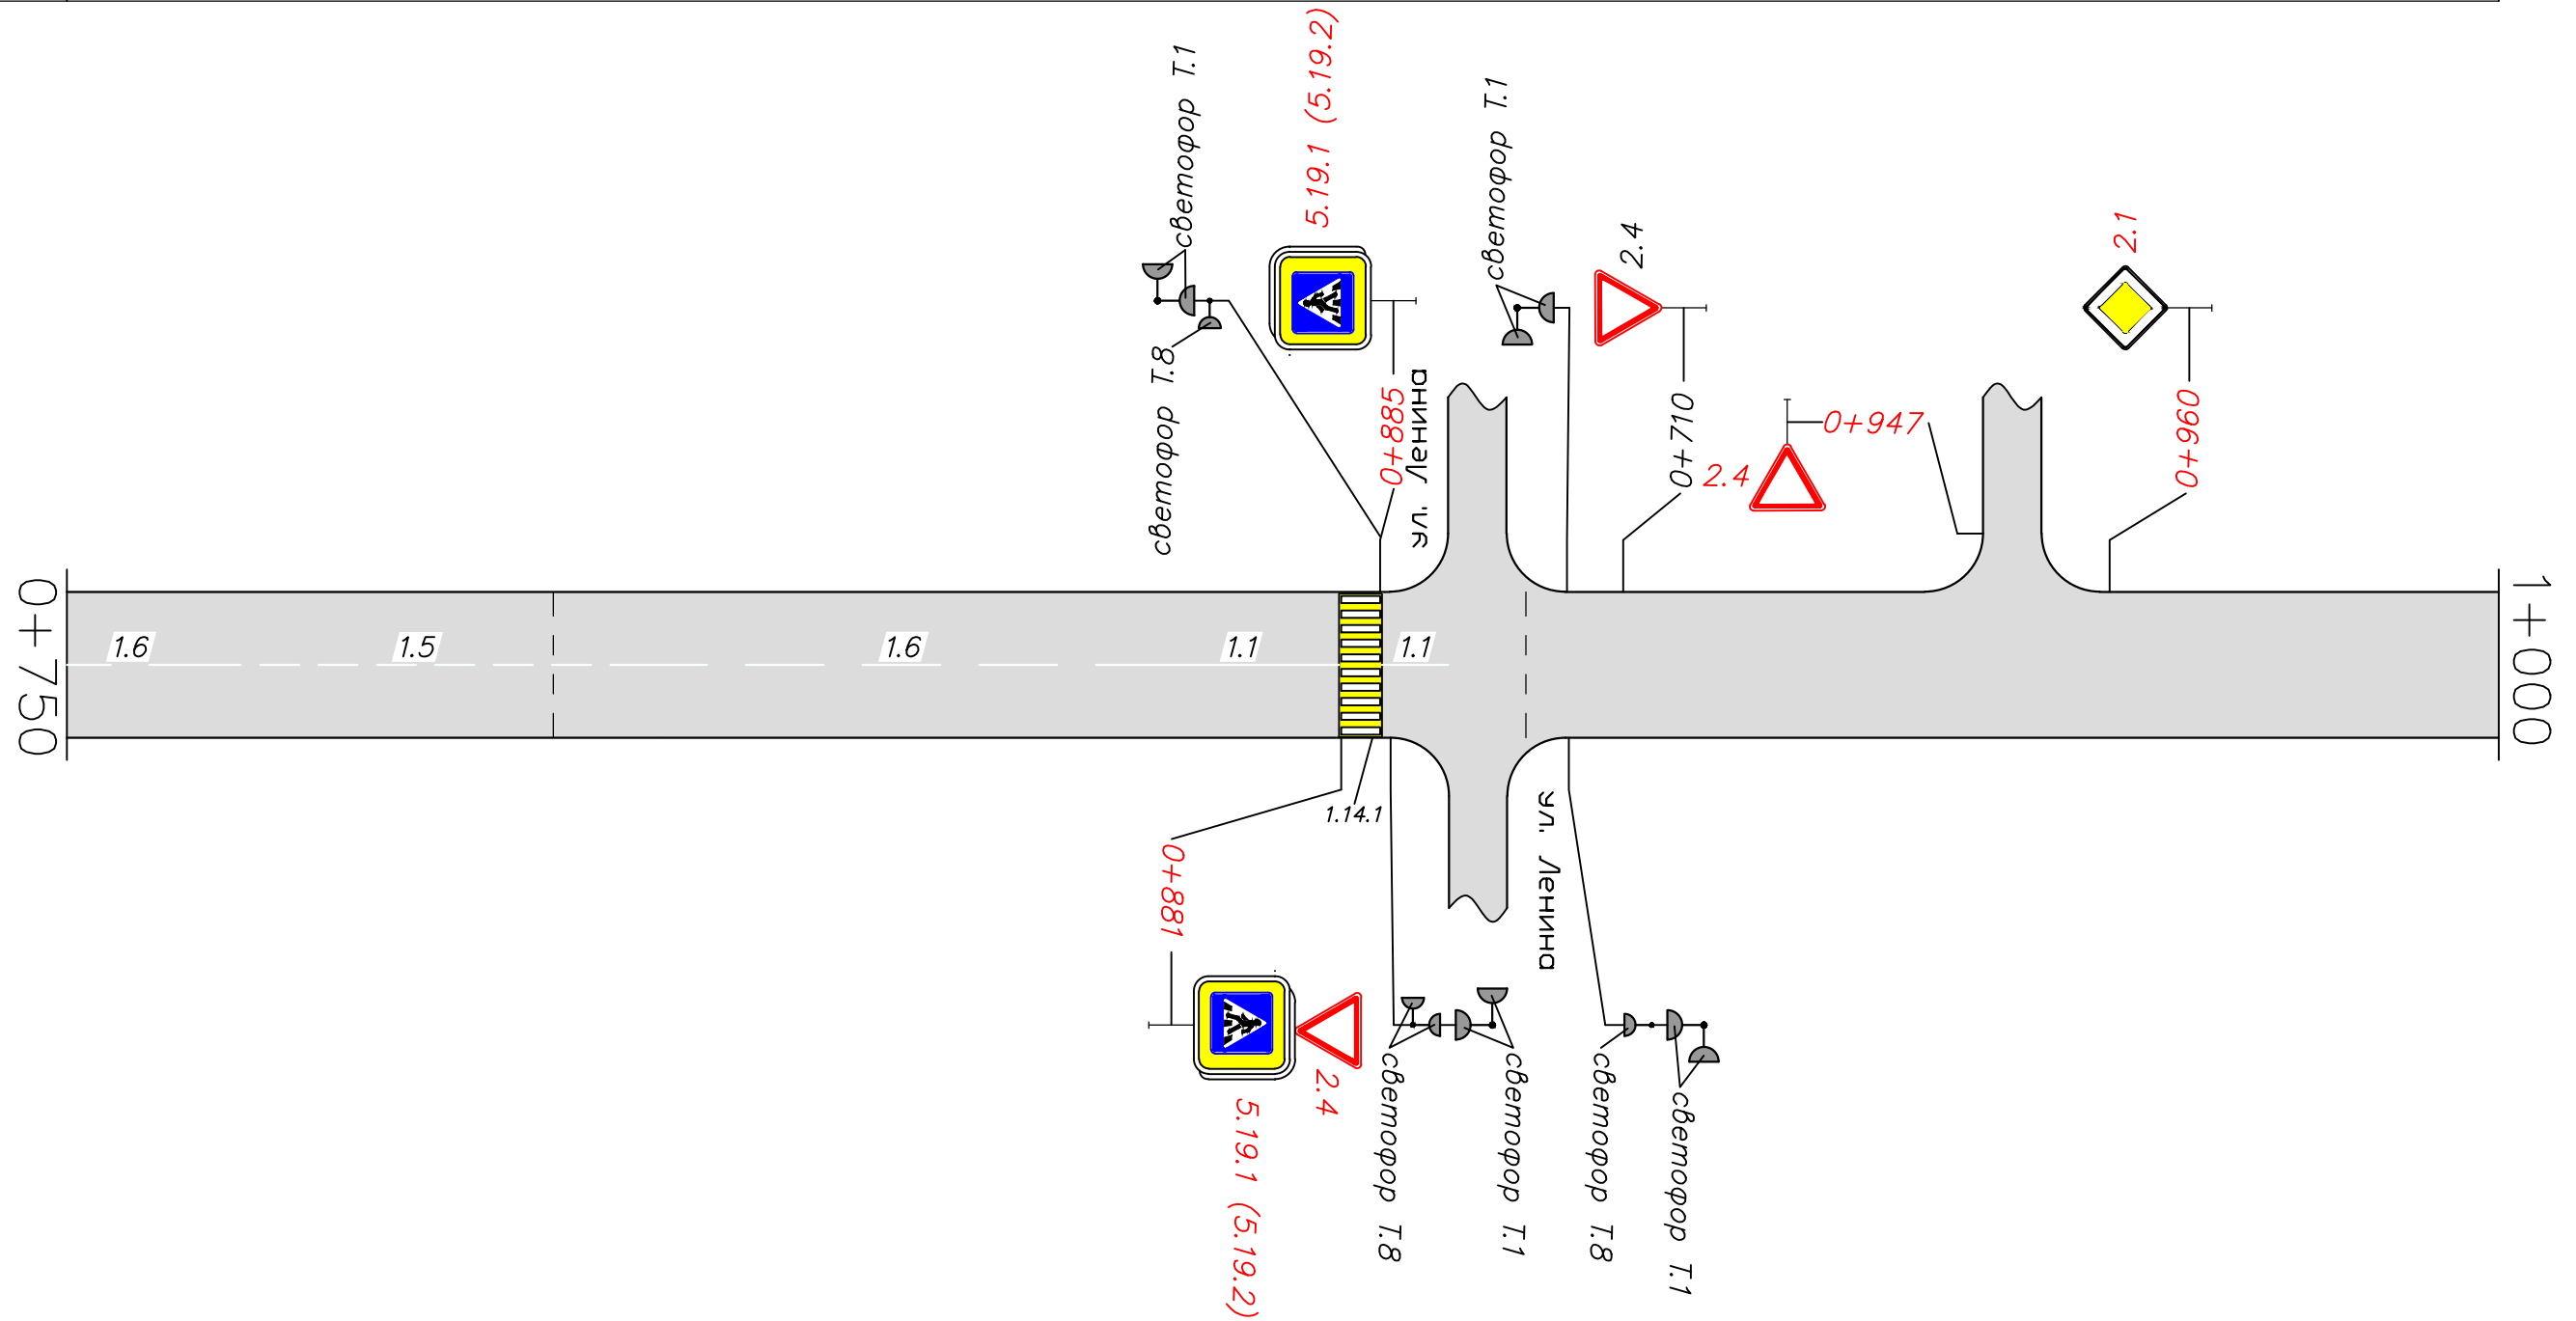 светофор Т.1
5.19.1 (5.19.2)
светофор Т.1
2.4
2.1
светофор Т.8
0+885
ул. Ленина
0+710
2.4
0+947
0+960
0+750
1.6
1.5
1.6
1.1
1.1
1+000
1.14.1
ул. Ленина
0+881
2.4
5.19.1 (5.19.2)
светофор Т.8
светофор Т.1
светофор Т.8
светофор Т.1